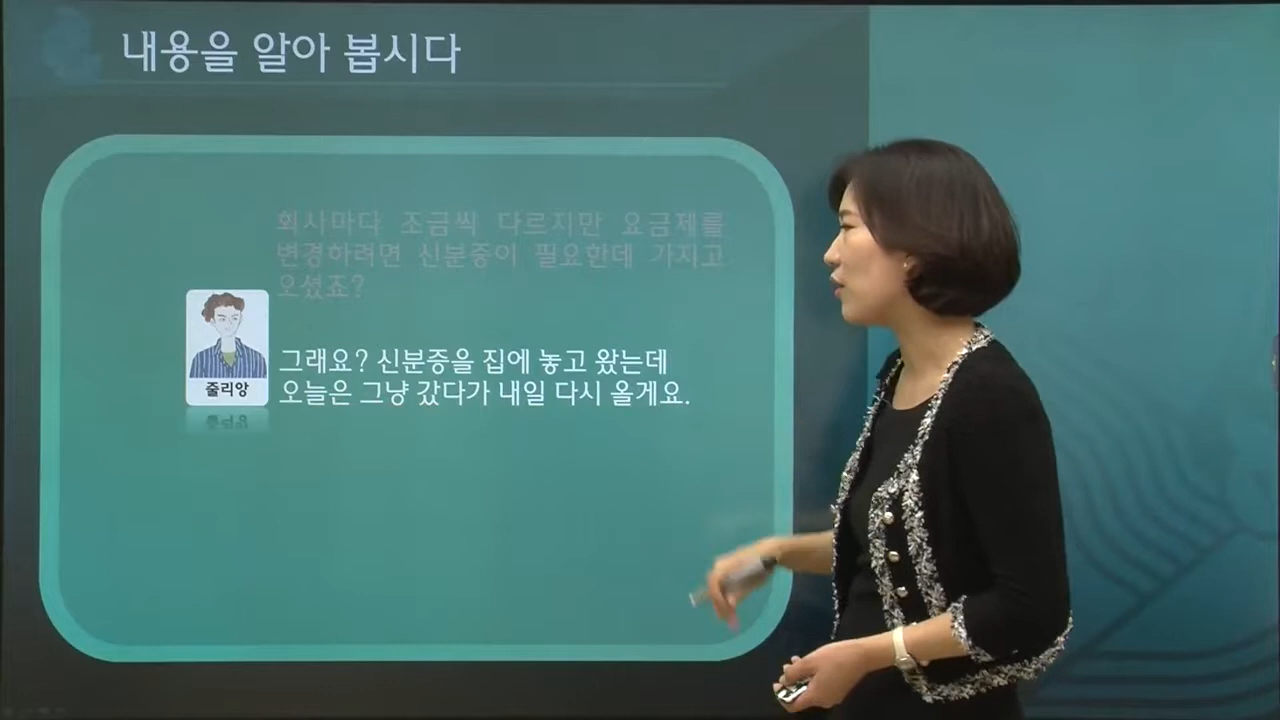 내용을 알아 봅시다
회사마다 조금씩 다르지만 요금제를
변경하려면 신분증이 필요한데 가지고
오셨죠?
그래요? 신분증을 집에 놓고 왔는데
줄리앙
오늘은 그냥 갔다가 내일 다시 올게요.